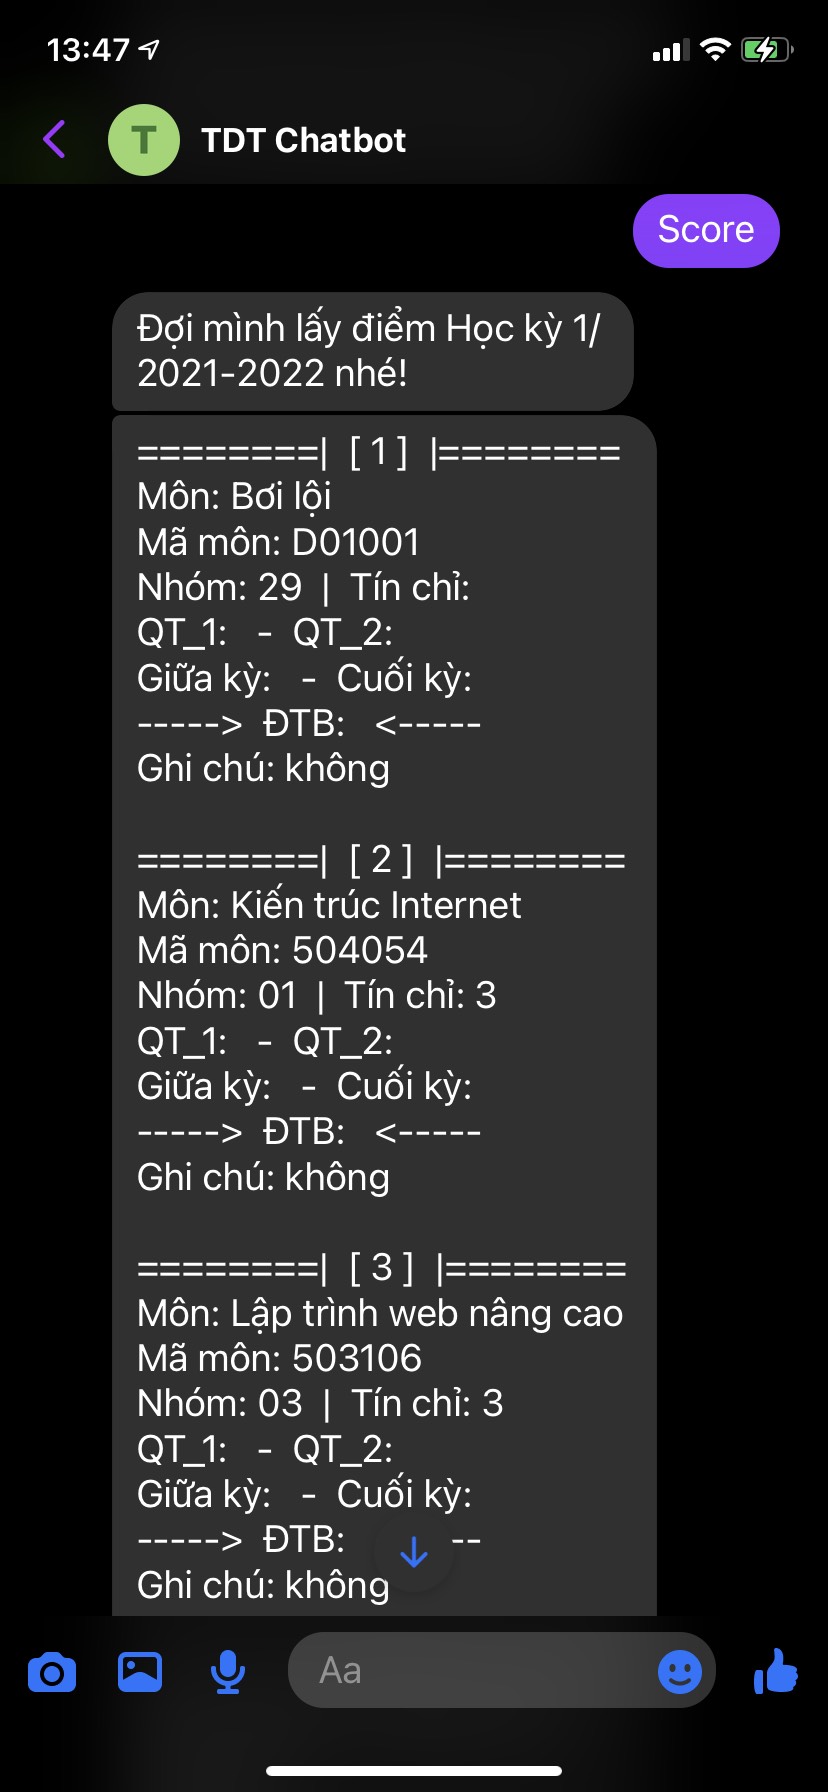 13:47
T
TDT Chatbot
Score
Đợi mình lấy điểm Học kỳ 1/
2021-2022 nhé!
========| [ 1 ] |========
Môn: Bơi lội
Mã môn: D01001
Nhóm: 29 | Tín chỉ:
QT_1: - QT_2:
Giữa kỳ: - Cuối kỳ:
-----> ĐTB: <-----
Ghi chú: không
========| [ 2 ] |========
Môn: Kiến trúc Internet
Mã môn: 504054
Nhóm: 01 | Tín chỉ: 3
QT_1: - QT_2:
Giữa kỳ: - Cuối kỳ:
-----> ĐTB: <-----
Ghi chú: không
========| [ 3 ] |========
Môn: Lập trình web nâng cao
Mã môn: 503106
Nhóm: 03 | Tín chỉ: 3
QT_1: - QT_2:
Giữa kỳ: - Cuối kỳ:
-----> ĐTB: --
Ghi chú: không
Aa